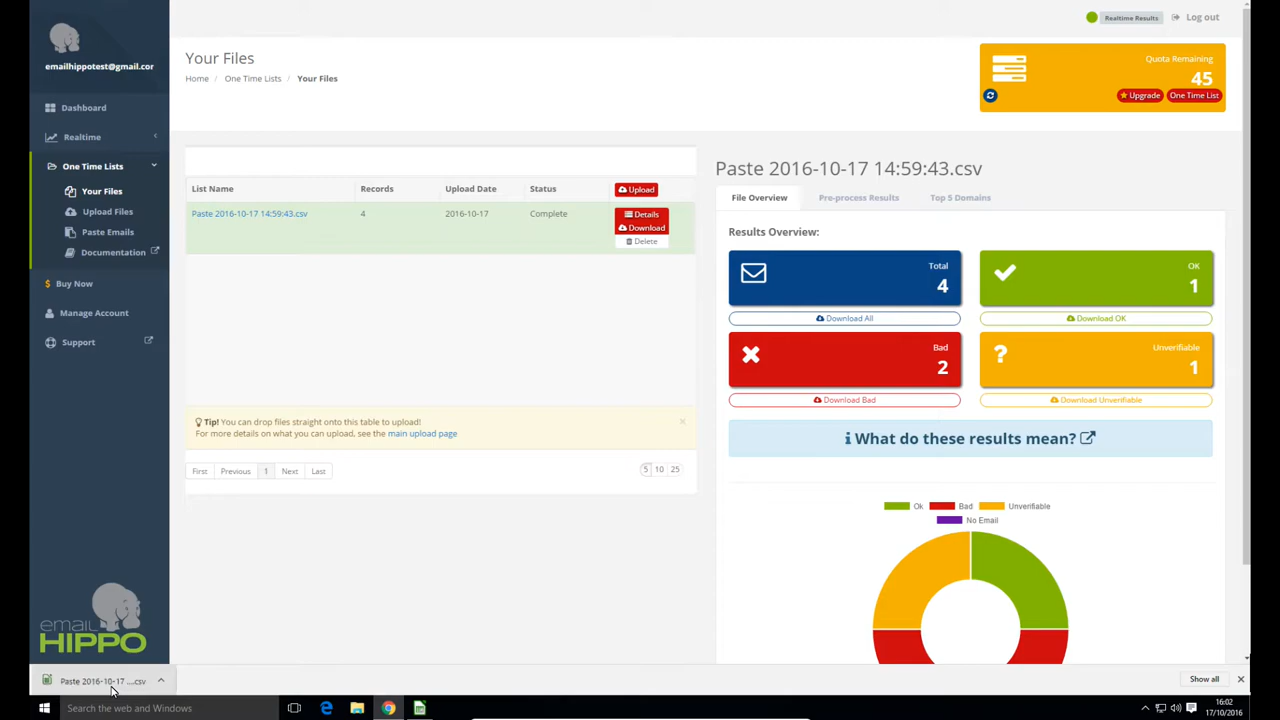 Realtime Results
Log out
emailhippotest@gmail.cor
Your Files
Home / One Time Lists / Your Files
Quota Remaining
45
Upgrade
One Time List
Dashboard
Realtime
One Time Lists
Your Files
Upload Files
Paste Emails
Documentation
Buy Now
Manage Account
Support
List Name Records Upload Date Status Upload
Paste 2016-10-17 14:59:43.csv 4 2016-10-17 Complete Details
Download
Delete
Tip! You can drop files straight onto this table to upload!
For more details on what you can upload, see the main upload page
First Previous 1 Next Last
5 10 25
Paste 2016-10-17 14:59:43.csv
File Overview Pre-process Results Top 5 Domains
Results Overview:
Total
4
Download All
OK
1
Download OK
Bad
2
Download Bad
Unverifiable
1
Download Unverifiable
What do these results mean?
Ok Bad Unverifiable
No Email
email
HIPPO
Paste 2016-10-17 ....csv
Show all
Search the web and Windows
16:02
17/10/2016